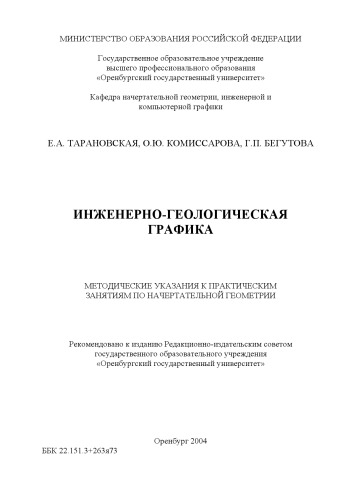 МИНИСТЕРСТВО ОБРАЗОВАНИЯ РОССИЙСКОЙ ФЕДЕРАЦИИ
Государственное образовательное учреждение
высшего профессионального образования
«Оренбургский государственный университет»
Кафедра начертательной геометрии, инженерной и
компьютерной графики
Е.А. ТАРАНОВСКАЯ, О.Ю. КОМИССАРОВА, Г.П. БЕГУТОВА
ИНЖЕНЕРНО-ГЕОЛОГИЧЕСКАЯ
ГРАФИКА
МЕТОДИЧЕСКИЕ УКАЗАНИЯ К ПРАКТИЧЕСКИМ
ЗАНЯТИЯМ ПО НАЧЕРТАТЕЛЬНОЙ ГЕОМЕТРИИ
Рекомендовано к изданию Редакционно-издательским советом
государственного образовательного учреждения
«Оренбургский государственный университет»
Оренбург 2004
ББК 22.151.3+263я73